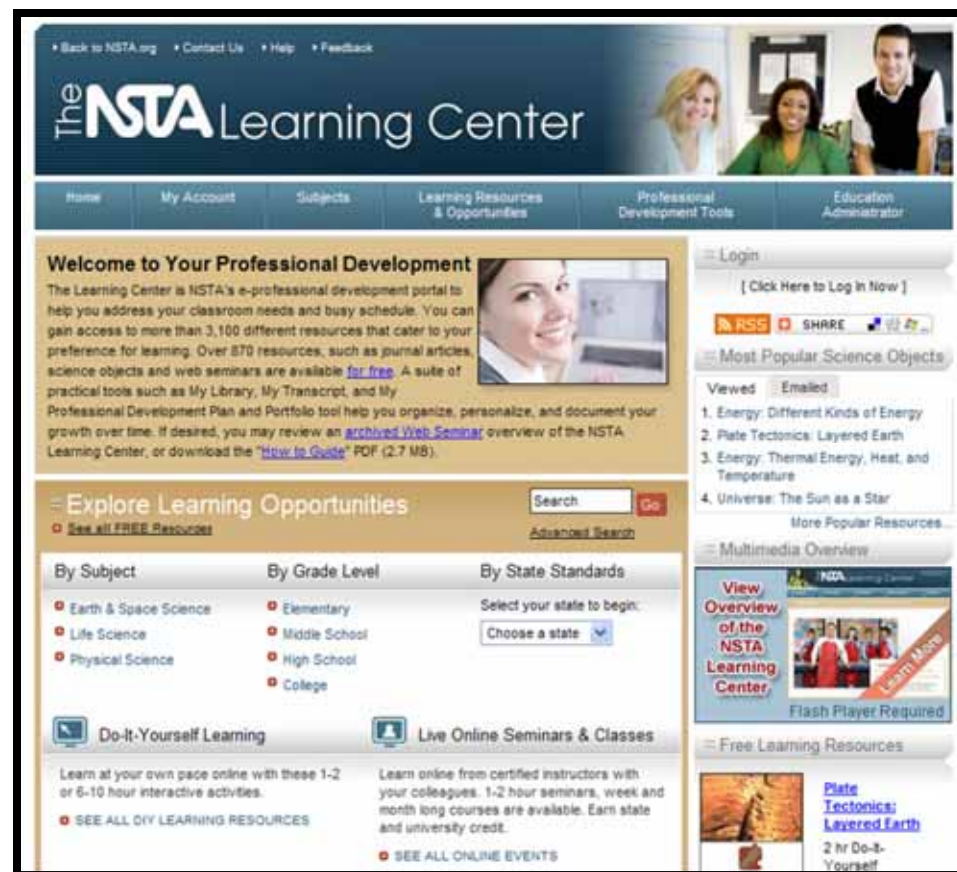 Back to NSTA.org Contact Us Help Feedback
The NSTA Learning Center
Home My Account Subjects Learning Resources & Opportunities Professional Development Tools Education Administrator
Welcome to Your Professional Development
The Learning Center is NSTA's e-professional development portal to
help you address your classroom needs and busy schedule. You can
gain access to more than 3,100 different resources that cater to your
preference for learning. Over 870 resources, such as journal articles,
science objects and web seminars are available for free. A suite of
practical tools such as My Library, My Transcript, and My
Professional Development Plan and Portfolio tool help you organize, personalize, and document your
growth over time. If desired, you may review an archived Web Seminar overview of the NSTA
Learning Center, or download the "How to Guide" PDF (2.7 MB).
Explore Learning Opportunities
See all FREE Resources
Search Go
Advanced Search
By Subject
Earth & Space Science
Life Science
Physical Science
By Grade Level
Elementary
Middle School
High School
College
By State Standards
Select your state to begin:
Choose a state
Do-It-Yourself Learning
Learn at your own pace online with these 1-2
or 6-10 hour interactive activities.
SEE ALL DIY LEARNING RESOURCES
Live Online Seminars & Classes
Learn online from certified instructors with
your colleagues. 1-2 hour seminars, week and
month long courses are available. Earn state
and university credit.
SEE ALL ONLINE EVENTS
Login
[ Click Here to Log In Now ]
RSS SHARE
Most Popular Science Objects
Viewed Emailed
1. Energy: Different Kinds of Energy
2. Plate Tectonics: Layered Earth
3. Energy: Thermal Energy, Heat, and
Temperature
4. Universe: The Sun as a Star
More Popular Resources...
Multimedia Overview
View
Overview
of the
NSTA
Learning
Center
NSTA Learning Center
Learn More
Flash Player Required
Free Learning Resources
Plate
Tectonics:
Layered Earth
2 hr Do-It-
Yourself